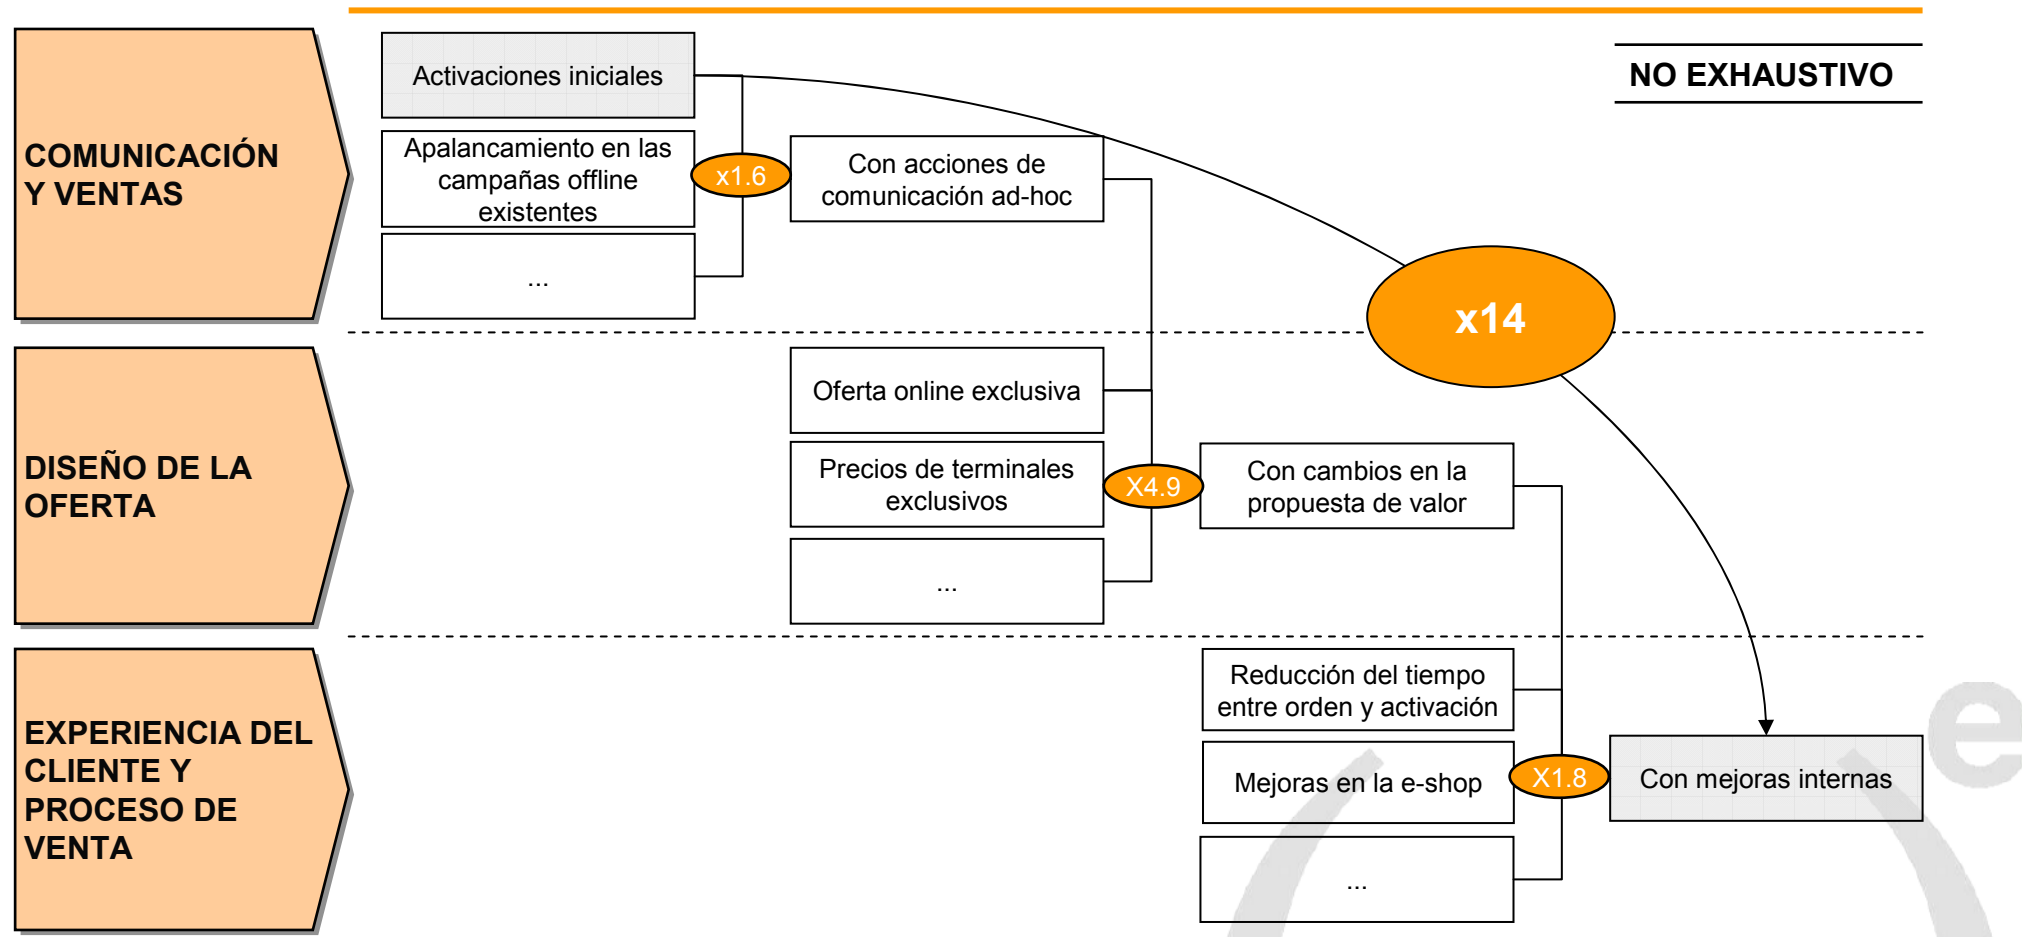 NO EXHAUSTIVO
COMUNICACIÓN
Y VENTAS
Activaciones iniciales
Apalancamiento en las
campañas offline
existentes
...
x1.6
Con acciones de
comunicación ad-hoc
x14
DISEÑO DE LA
OFERTA
Oferta online exclusiva
Precios de terminales
exclusivos
...
X4.9
Con cambios en la
propuesta de valor
EXPERIENCIA DEL
CLIENTE Y
PROCESO DE
VENTA
Reducción del tiempo
entre orden y activación
Mejoras en la e-shop
...
X1.8
Con mejoras internas
e